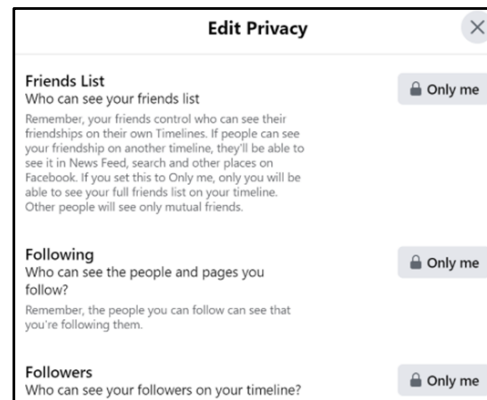 Edit Privacy
Friends List
Only me
Who can see your friends list
Remember, your friends control who can see their
friendships on their own Timelines. If people can see
your friendship on another timeline, they'll be able to
see it in News Feed, search and other places on
Facebook. If you set this to Only me, only you will be
able to see your full friends list on your timeline.
Other people will see only mutual friends.
Following
Only me
Who can see the people and pages you
follow?
Remember, the people you can follow can see that
you're following them.
Followers
Only me
Who can see your followers on your timeline?